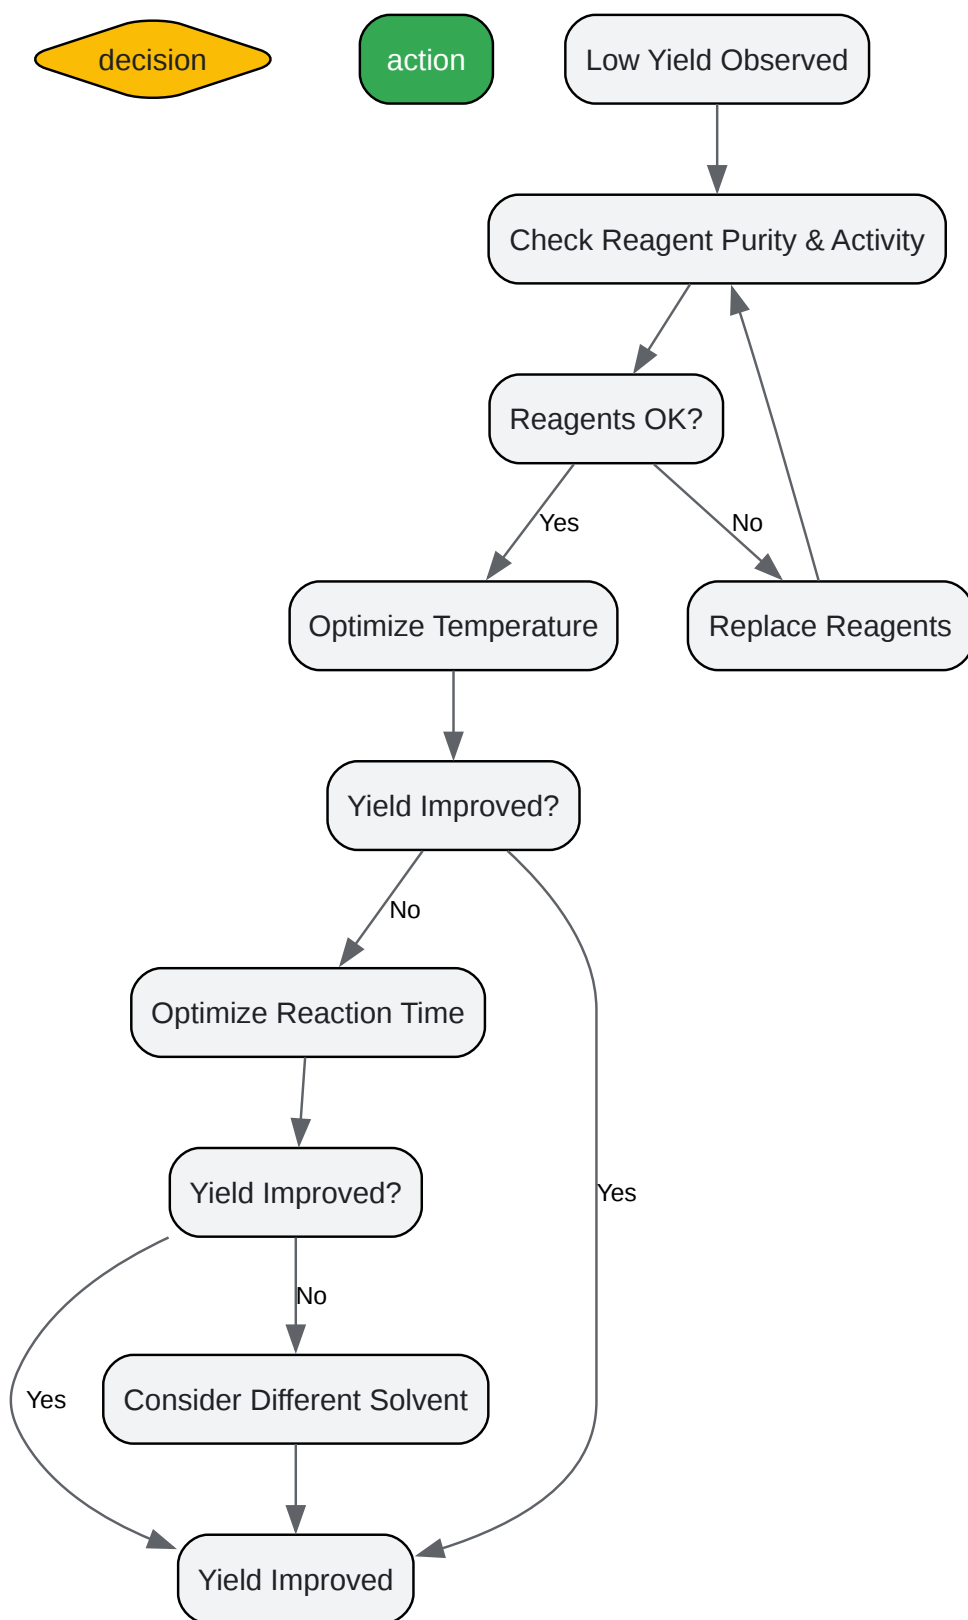 decision
action
Low Yield Observed
Check Reagent Purity & Activity
Reagents OK?
Yes
No
Optimize Temperature
Replace Reagents
Yield Improved?
No
Optimize Reaction Time
Yield Improved?
Yes
No
Yes
Consider Different Solvent
Yield Improved